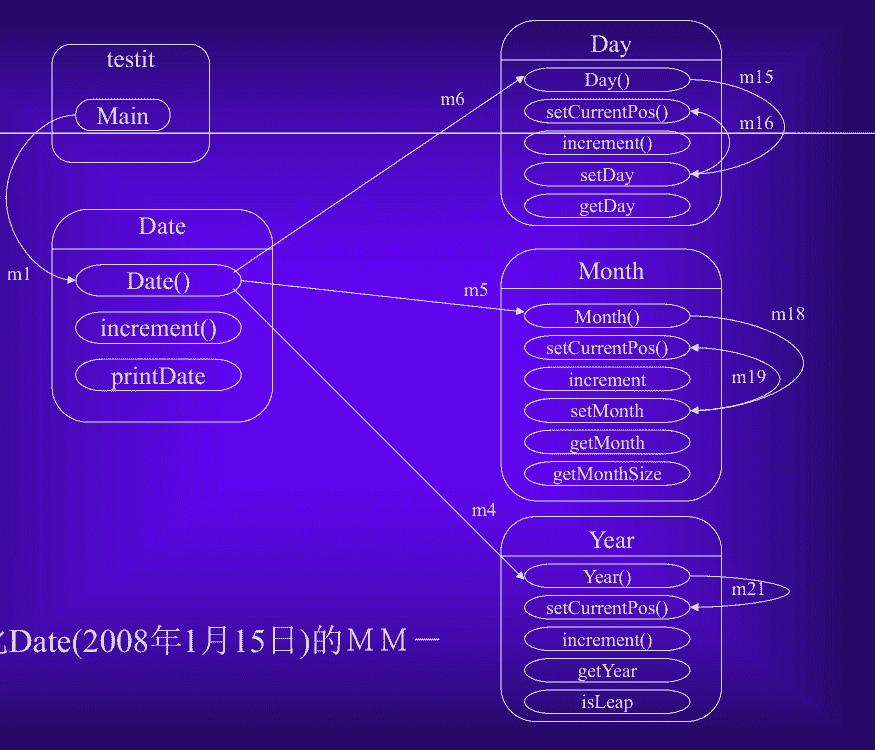 testit
Main
m1
Date
Date()
increment()
printDate
m6
m5
m4
Day
Day()
setCurrentPos()
increment()
setDay
getDay
m15
m16
Month
Month()
setCurrentPos()
increment
setMonth
getMonth
getMonthSize
m18
m19
Year
Year()
setCurrentPos()
increment()
getYear
isLeap
m21
Date(2008年1月15日)的ＭＭ－